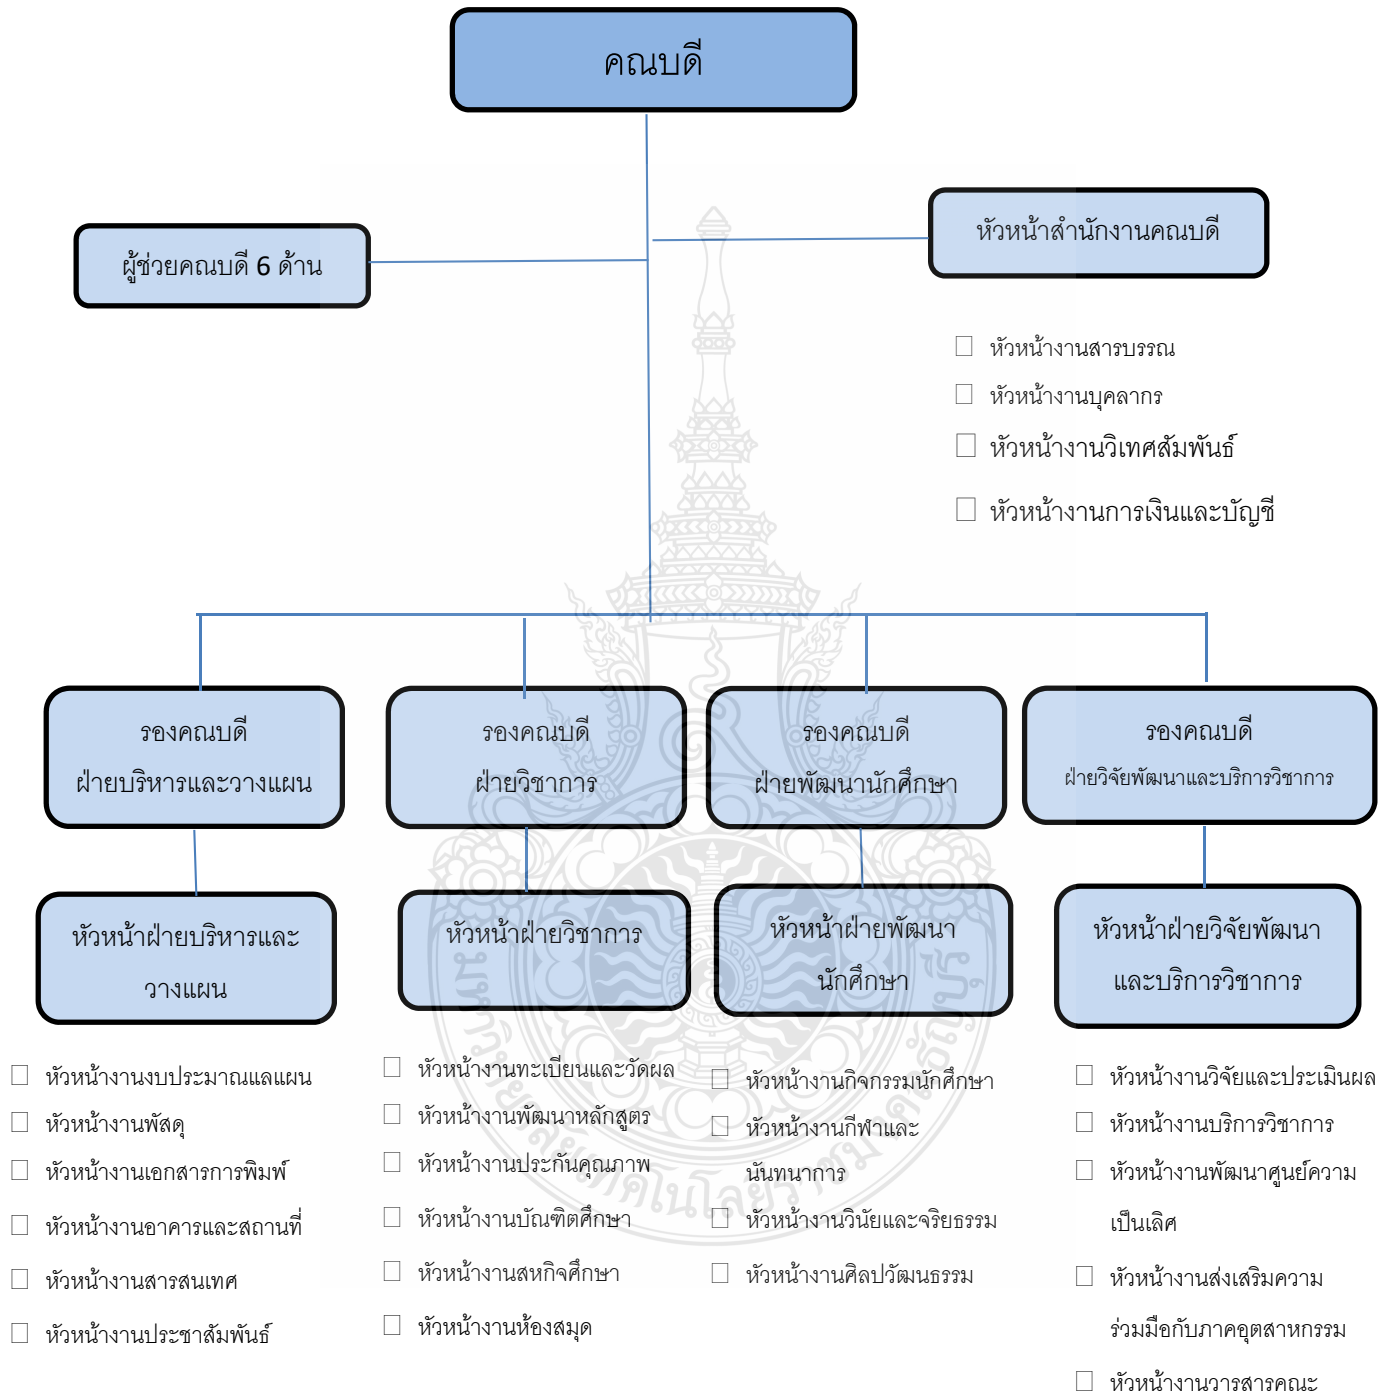 คณบดี
หัวหน้าสำนักงานคณบดี
ผู้ช่วยคณบดี 6 ด้าน
หัวหน้างานสารบรรณ
หัวหน้างานบุคลากร
หัวหน้างานวิเทศสัมพันธ์
หัวหน้างานการเงินและบัญชี
รองคณบดี
ฝ่ายบริหารและวางแผน
รองคณบดี
ฝ่ายวิชาการ
รองคณบดี
ฝ่ายพัฒนานักศึกษา
รองคณบดี
ฝ่ายวิจัยพัฒนาและบริการวิชาการ
หัวหน้าฝ่ายบริหารและ
วางแผน
หัวหน้าฝ่ายวิชาการ
หัวหน้าฝ่ายพัฒนา
นักศึกษา
หัวหน้าฝ่ายวิจัยพัฒนา
และบริการวิชาการ
หัวหน้างานงบประมาณแลแผน
หัวหน้างานพัสดุ
หัวหน้างานเอกสารการพิมพ์
หัวหน้างานอาคารและสถานที่
หัวหน้างานสารสนเทศ
หัวหน้างานประชาสัมพันธ์
หัวหน้างานทะเบียนและวัดผล
หัวหน้างานพัฒนาหลักสูตร
หัวหน้างานประกันคุณภาพ
หัวหน้างานบัณฑิตศึกษา
หัวหน้างานสหกิจศึกษา
หัวหน้างานห้องสมุด
หัวหน้างานกิจกรรมนักศึกษา
หัวหน้างานกีฬาและ
นันทนาการ
หัวหน้างานวินัยและจริยธรรม
หัวหน้างานศิลปวัฒนธรรม
หัวหน้างานวิจัยและประเมินผล
หัวหน้างานบริการวิชาการ
หัวหน้างานพัฒนาศูนย์ความ
เป็นเลิศ
หัวหน้างานส่งเสริมความ
ร่วมมือกับภาคอุตสาหกรรม
หัวหน้างานวารสารคณะ
มหาวิทยาลัยเทคโนโลยีราชมงคลธัญบุรี